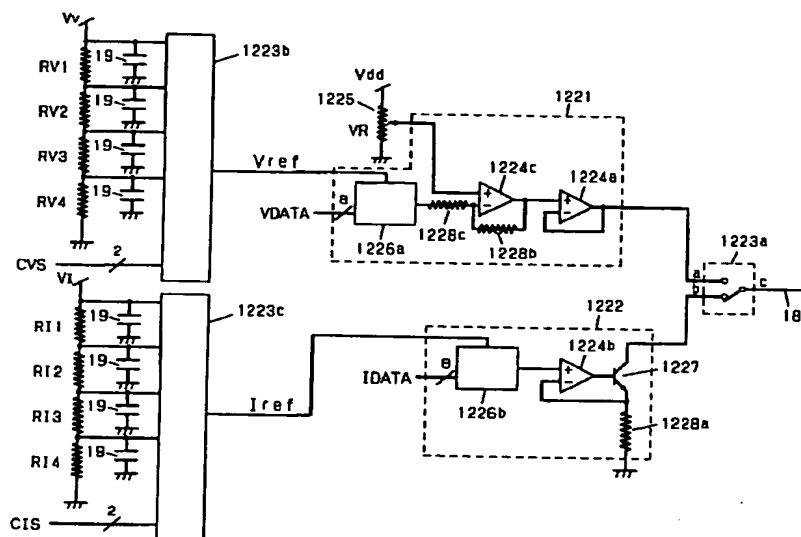 Vv
19
1223b
RV1
19
RV2
19
RV3
19
RV4
CVS
2
Vdd
1225
VR
1221
Vref
1224c
1224a
VDATA
8
1226a
1228c
1228b
1223a
a
b
c
18
VI
19
1223c
RI1
19
RI2
19
RI3
19
RI4
CIS
2
Iref
1222
1224b
IDATA
8
1226b
1227
1228a